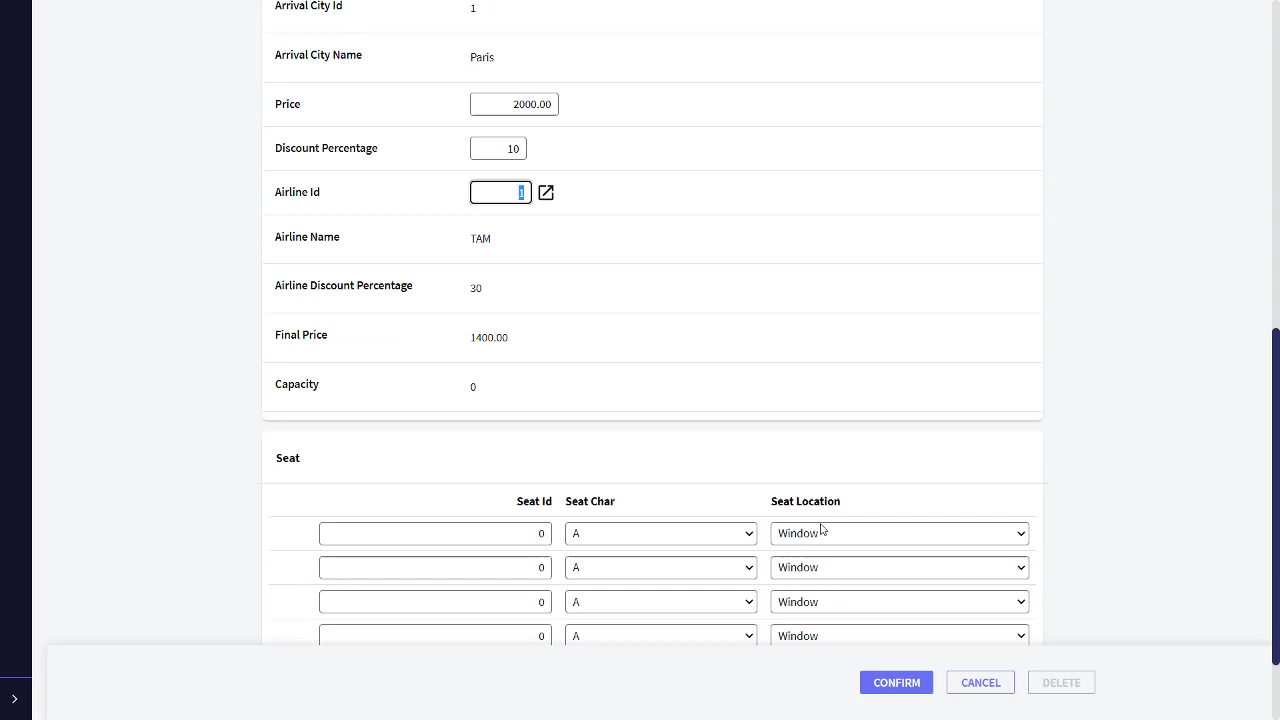 Arrival City Id 1
Arrival City Name Paris
Price 2000.00
Discount Percentage 10
Airline Id 1
Airline Name TAM
Airline Discount Percentage 30
Final Price 1400.00
Capacity 0
Seat
Seat Id Seat Char Seat Location
0 A Window
0 A Window
0 A Window
0 A Window
CONFIRM CANCEL DELETE